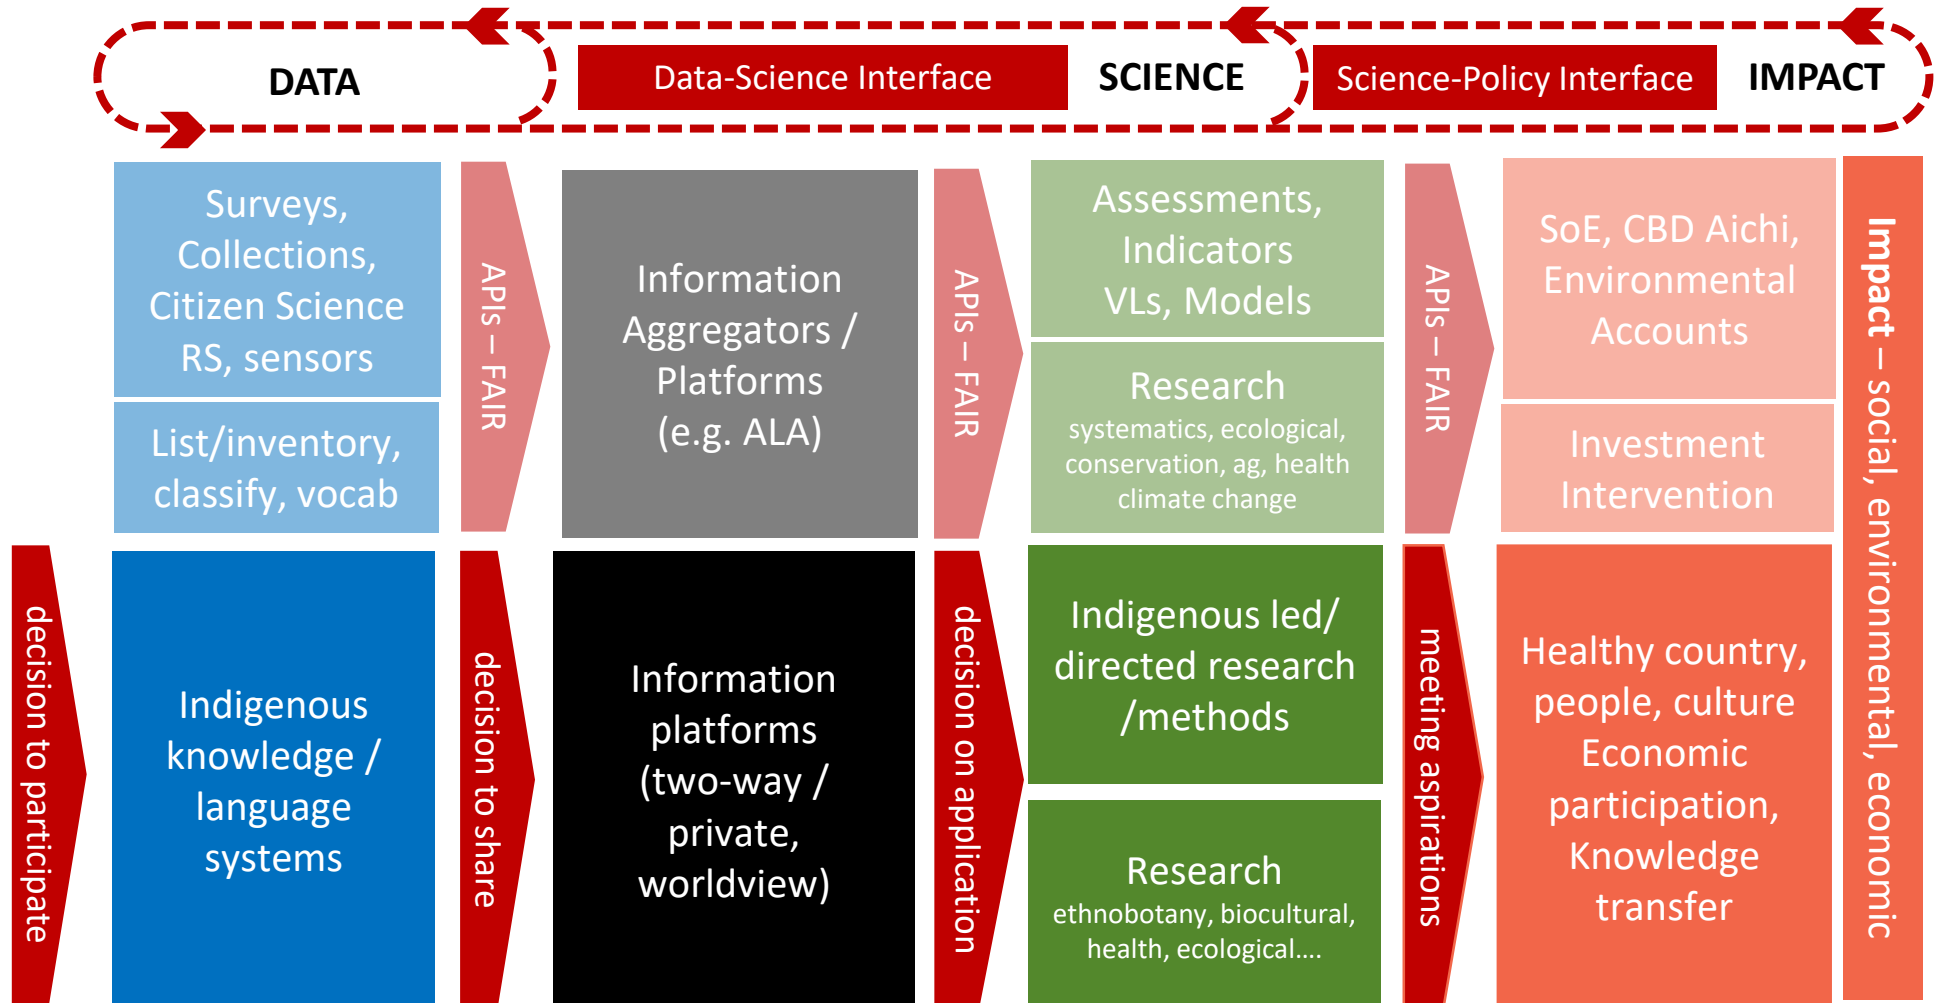 DATA
Data-Science Interface
SCIENCE
Science-Policy Interface
IMPACT
Surveys,
Collections,
Citizen Science
RS, sensors
List/inventory,
classify, vocab
APIs – FAIR
Information
Aggregators /
Platforms
(e.g. ALA)
APIs – FAIR
Assessments,
Indicators
VLs, Models
Research
systematics, ecological,
conservation, ag, health
climate change
APIs – FAIR
SoE, CBD Aichi,
Environmental
Accounts
Investment
Intervention
Impact – social, environmental, economic
decision to participate
Indigenous
knowledge /
language
systems
decision to share
Information
platforms
(two-way /
private,
worldview)
decision on application
Indigenous led/
directed research
/methods
Research
ethnobotany, biocultural,
health, ecological....
meeting aspirations
Healthy country,
people, culture
Economic
participation,
Knowledge
transfer